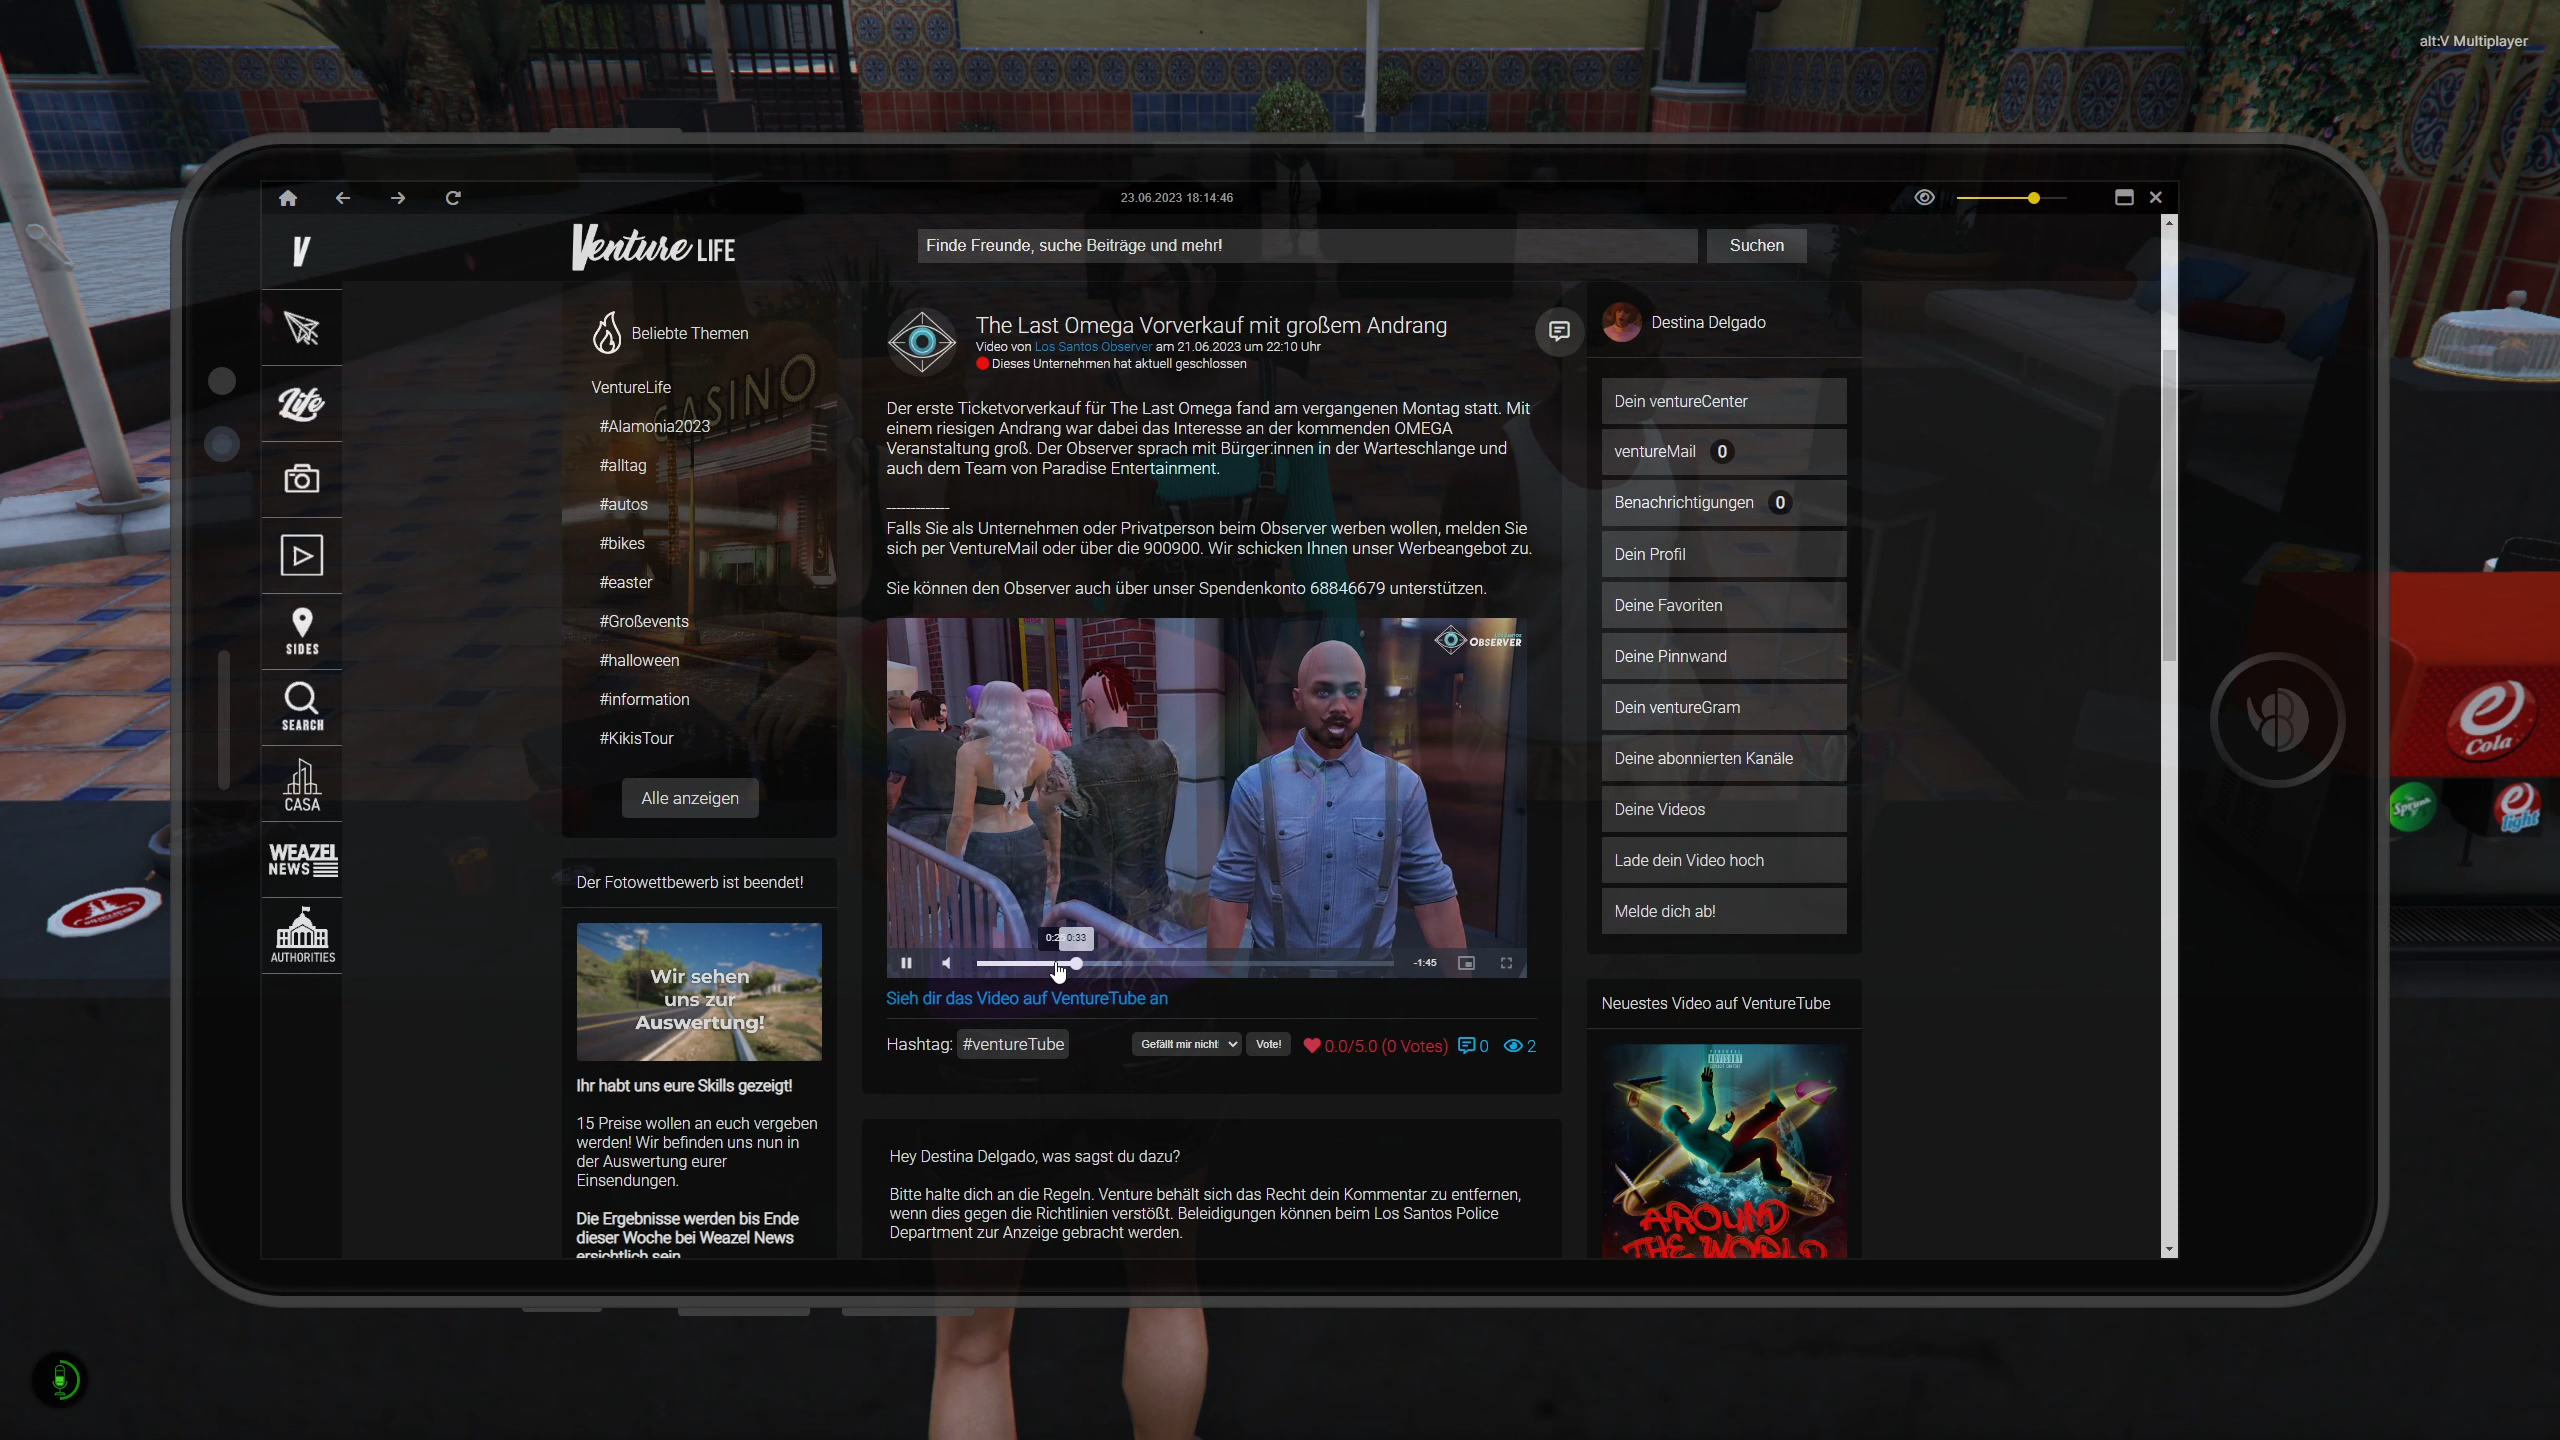 alt:V Multiplayer
23.06.2023 18:14:46
V
Venture LIFE
Finde Freunde, suche Beiträge und mehr!
Suchen
Life
SIDES
SEARCH
CASA
WEAZEL
NEWS
AUTHORITIES
Beliebte Themen
VentureLife
#Alamonia2023
#alltag
#autos
#bikes
#easter
#Großevents
#halloween
#information
#KikisTour
Alle anzeigen
CASINO
Der Fotowettbewerb ist beendet!
Wir sehen
uns zur
Auswertung!
Ihr habt uns eure Skills gezeigt!
15 Preise wollen an euch vergeben
werden! Wir befinden uns nun in
der Auswertung eurer
Einsendungen.
Die Ergebnisse werden bis Ende
dieser Woche bei Weazel News
ersichtlich sein
The Last Omega Vorverkauf mit großem Andrang
Video von Los Santos Observer am 21.06.2023 um 22:10 Uhr
Dieses Unternehmen hat aktuell geschlossen
Der erste Ticketvorverkauf für The Last Omega fand am vergangenen Montag statt. Mit
einem riesigen Andrang war dabei das Interesse an der kommenden OMEGA
Veranstaltung groß. Der Observer sprach mit Bürger:innen in der Warteschlange und
auch dem Team von Paradise Entertainment.
-------------
Falls Sie als Unternehmen oder Privatperson beim Observer werben wollen, melden Sie
sich per VentureMail oder über die 900900. Wir schicken Ihnen unser Werbeangebot zu.
Sie können den Observer auch über unser Spendenkonto 68846679 unterstützen.
OBSERVER
0:33
-1:45
Sieh dir das Video auf VentureTube an
Hashtag: #ventureTube
Gefällt mir nicht
Vote!
0.0/5.0 (0 Votes)
0
2
Hey Destina Delgado, was sagst du dazu?
Bitte halte dich an die Regeln. Venture behält sich das Recht dein Kommentar zu entfernen,
wenn dies gegen die Richtlinien verstößt. Beleidigungen können beim Los Santos Police
Department zur Anzeige gebracht werden.
Destina Delgado
Dein ventureCenter
ventureMail 0
Benachrichtigungen 0
Dein Profil
Deine Favoriten
Deine Pinnwand
Dein ventureGram
Deine abonnierten Kanäle
Deine Videos
Lade dein Video hoch
Melde dich ab!
Neuestes Video auf VentureTube
AROUND
THE WORLD
e
Cola
Sprunk
e
light